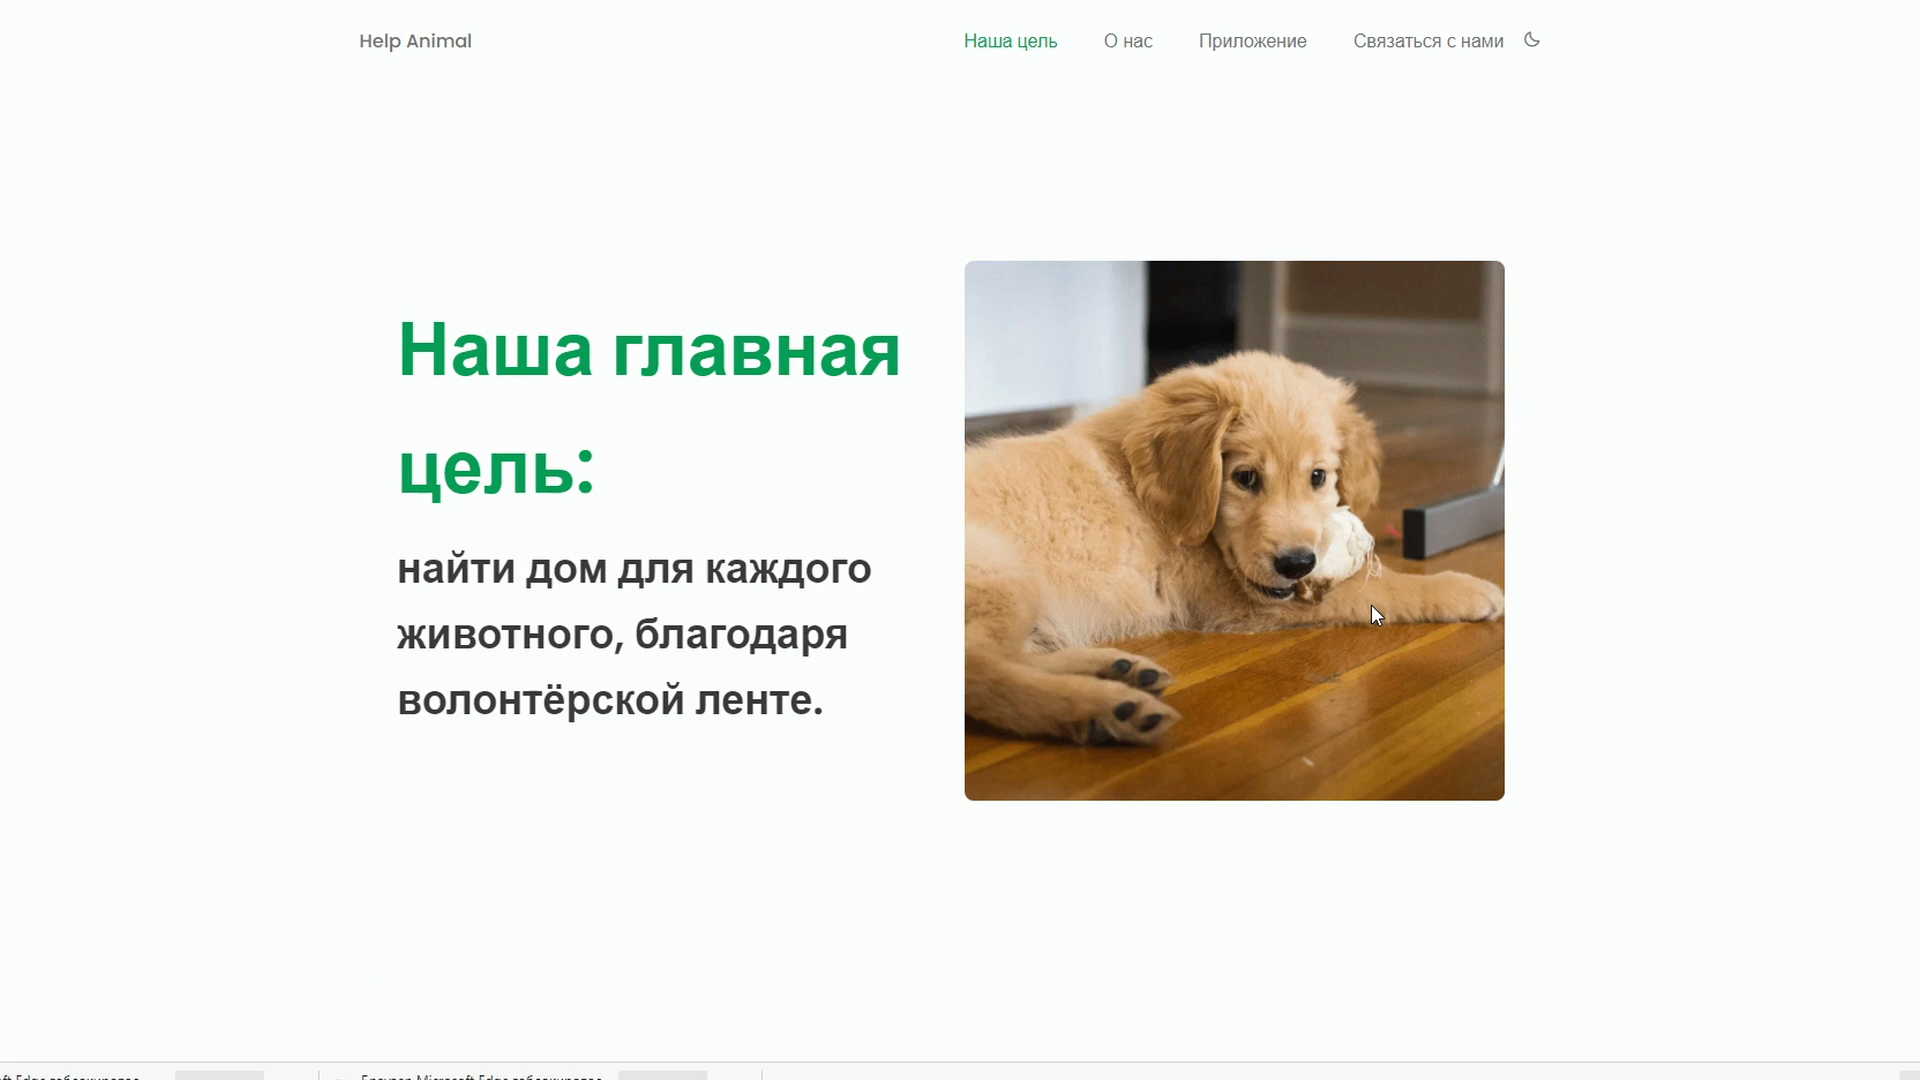 Help Animal
Наша цель
О нас
Приложение
Связаться с нами
Наша главная
цель:
найти дом для каждого
животного, благодаря
волонтёрской ленте.